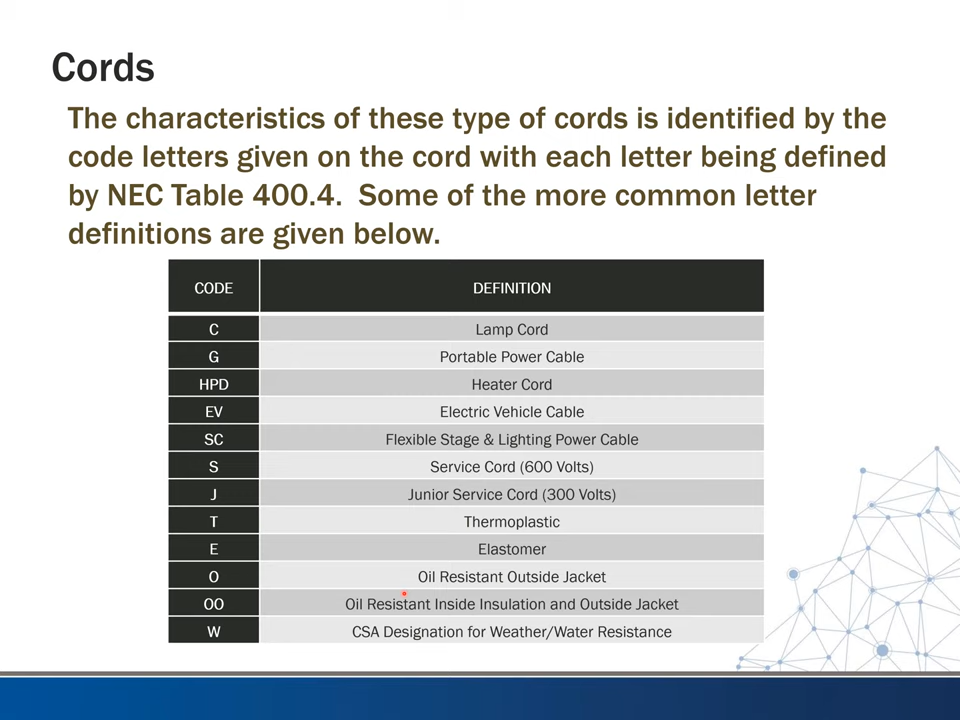 Cords
The characteristics of these type of cords is identified by the
code letters given on the cord with each letter being defined
by NEC Table 400.4.  Some of the more common letter
definitions are given below.
CODE DEFINITION
C Lamp Cord
G Portable Power Cable
HPD Heater Cord
EV Electric Vehicle Cable
SC Flexible Stage & Lighting Power Cable
S Service Cord (600 Volts)
J Junior Service Cord (300 Volts)
T Thermoplastic
E Elastomer
O Oil Resistant Outside Jacket
OO Oil Resistant Inside Insulation and Outside Jacket
W CSA Designation for Weather/Water Resistance